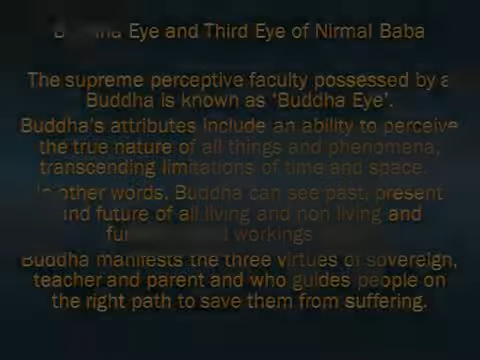 Eye and Third Eye of Nirmal Baba
The supreme perceptive faculty possessed by a
Buddha is known as 'Buddha Eye'.
Buddha's attributes include an ability to perceive
the true nature of all things and phenomena,
transcending limitations of time and space.
In other words, Buddha can see past, present
and future of all living and non living and
workings
Buddha manifests the three virtues of sovereign,
teacher and parent and who guides people on
the right path to save them from suffering.